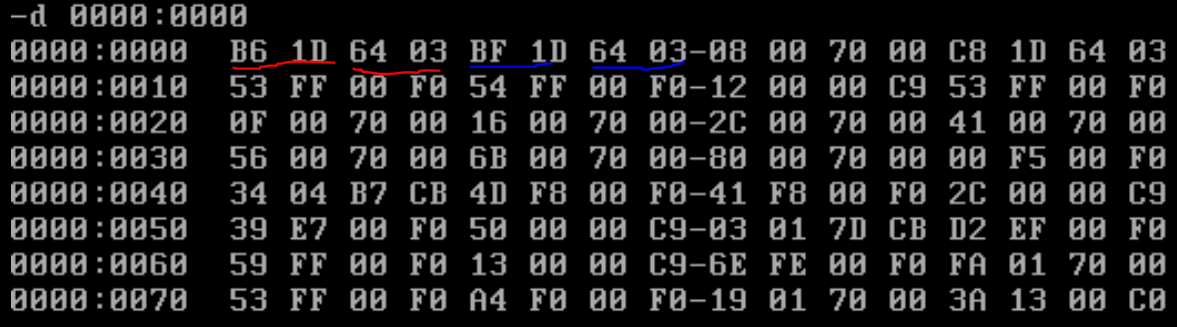 -d 0000:0000
0000:0000 B6 1D 64 03 BF 1D 64 03-08 00 70 00 C8 1D 64 03
0000:0010 53 FF 00 F0 54 FF 00 F0-12 00 00 C9 53 FF 00 F0
0000:0020 0F 00 70 00 16 00 70 00-2C 00 70 00 41 00 70 00
0000:0030 56 00 70 00 6B 00 70 00-80 00 70 00 00 F5 00 F0
0000:0040 34 04 B7 CB 4D F8 00 F0-41 F8 00 F0 2C 00 00 C9
0000:0050 39 E7 00 F0 50 00 00 C9-03 01 7D CB D2 EF 00 F0
0000:0060 59 FF 00 F0 13 00 00 C9-6E FE 00 F0 FA 01 70 00
0000:0070 53 FF 00 F0 A4 F0 00 F0-19 01 70 00 3A 13 00 C0